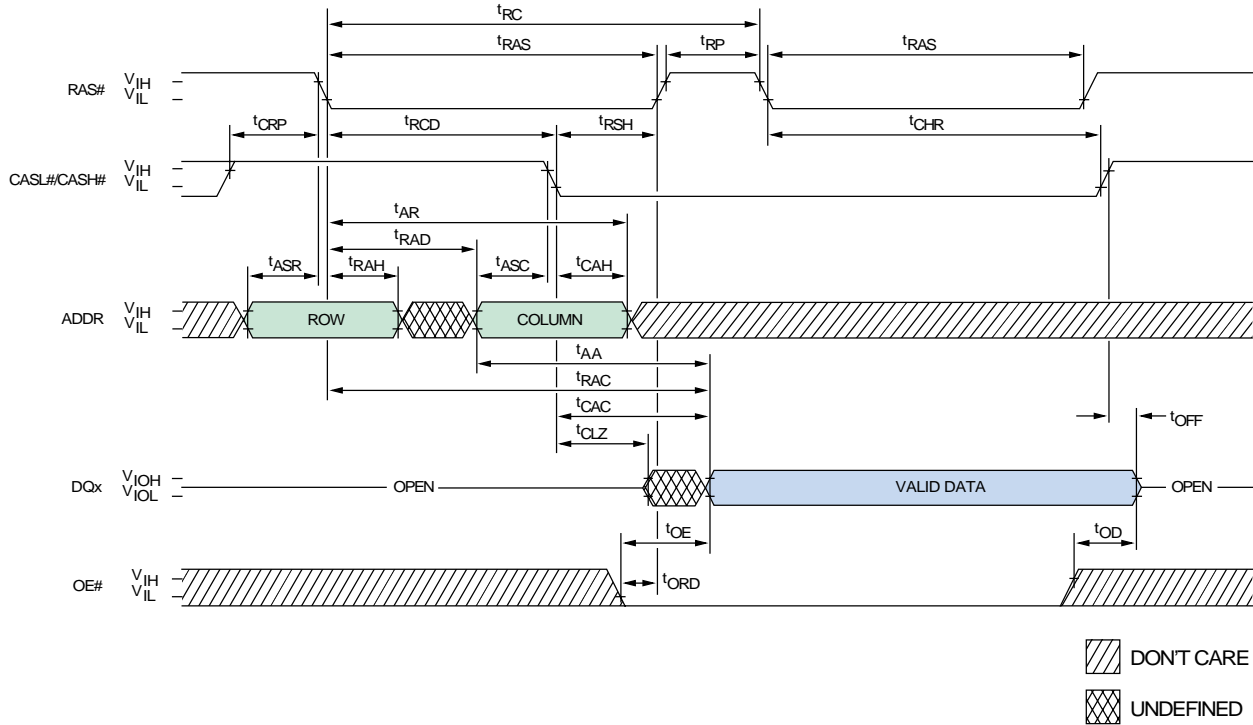 tRC
tRAS tRP tRAS
RAS# VIH
VIL
tCRP tRCD tRSH tCHR
CASL#/CASH# VIH
VIL
tAR
tRAD
tASR tRAH tASC tCAH
ADDR VIH
VIL
ROW COLUMN
tAA
tRAC
tCAC
tOFF
tCLZ
DQx VIOH
VIOL
OPEN VALID DATA OPEN
tOE tOD
OE# VIH
VIL
tORD
DON'T CARE
UNDEFINED